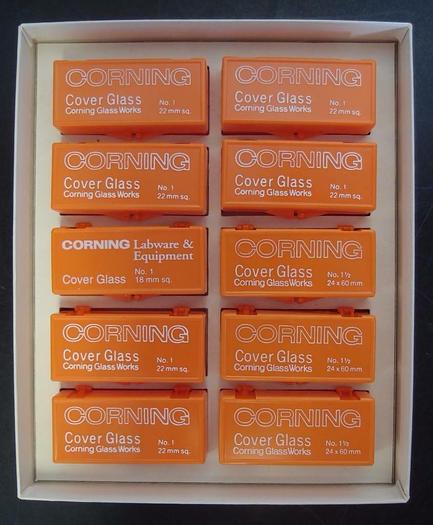 CORNING
Cover Glass No. 1
Corning Glass Works 22 mm sq.
CORNING
Cover Glass No. 1
Corning Glass Works 22 mm sq.
CORNING
Cover Glass No. 1
Corning Glass Works 22 mm sq.
CORNING
Cover Glass No. 1
Corning Glass Works 22 mm sq.
CORNING Labware &
Equipment
No. 1
Cover Glass 18 mm sq.
CORNING
Cover Glass No. 1½
Corning Glass Works 24 x 60 mm
CORNING
Cover Glass No. 1
Corning Glass Works 22 mm sq.
CORNING
Cover Glass No. 1½
Corning Glass Works 24 x 60 mm
CORNING
Cover Glass No. 1
Corning Glass Works 22 mm sq.
CORNING
Cover Glass No. 1½
Corning Glass Works 24 x 60 mm